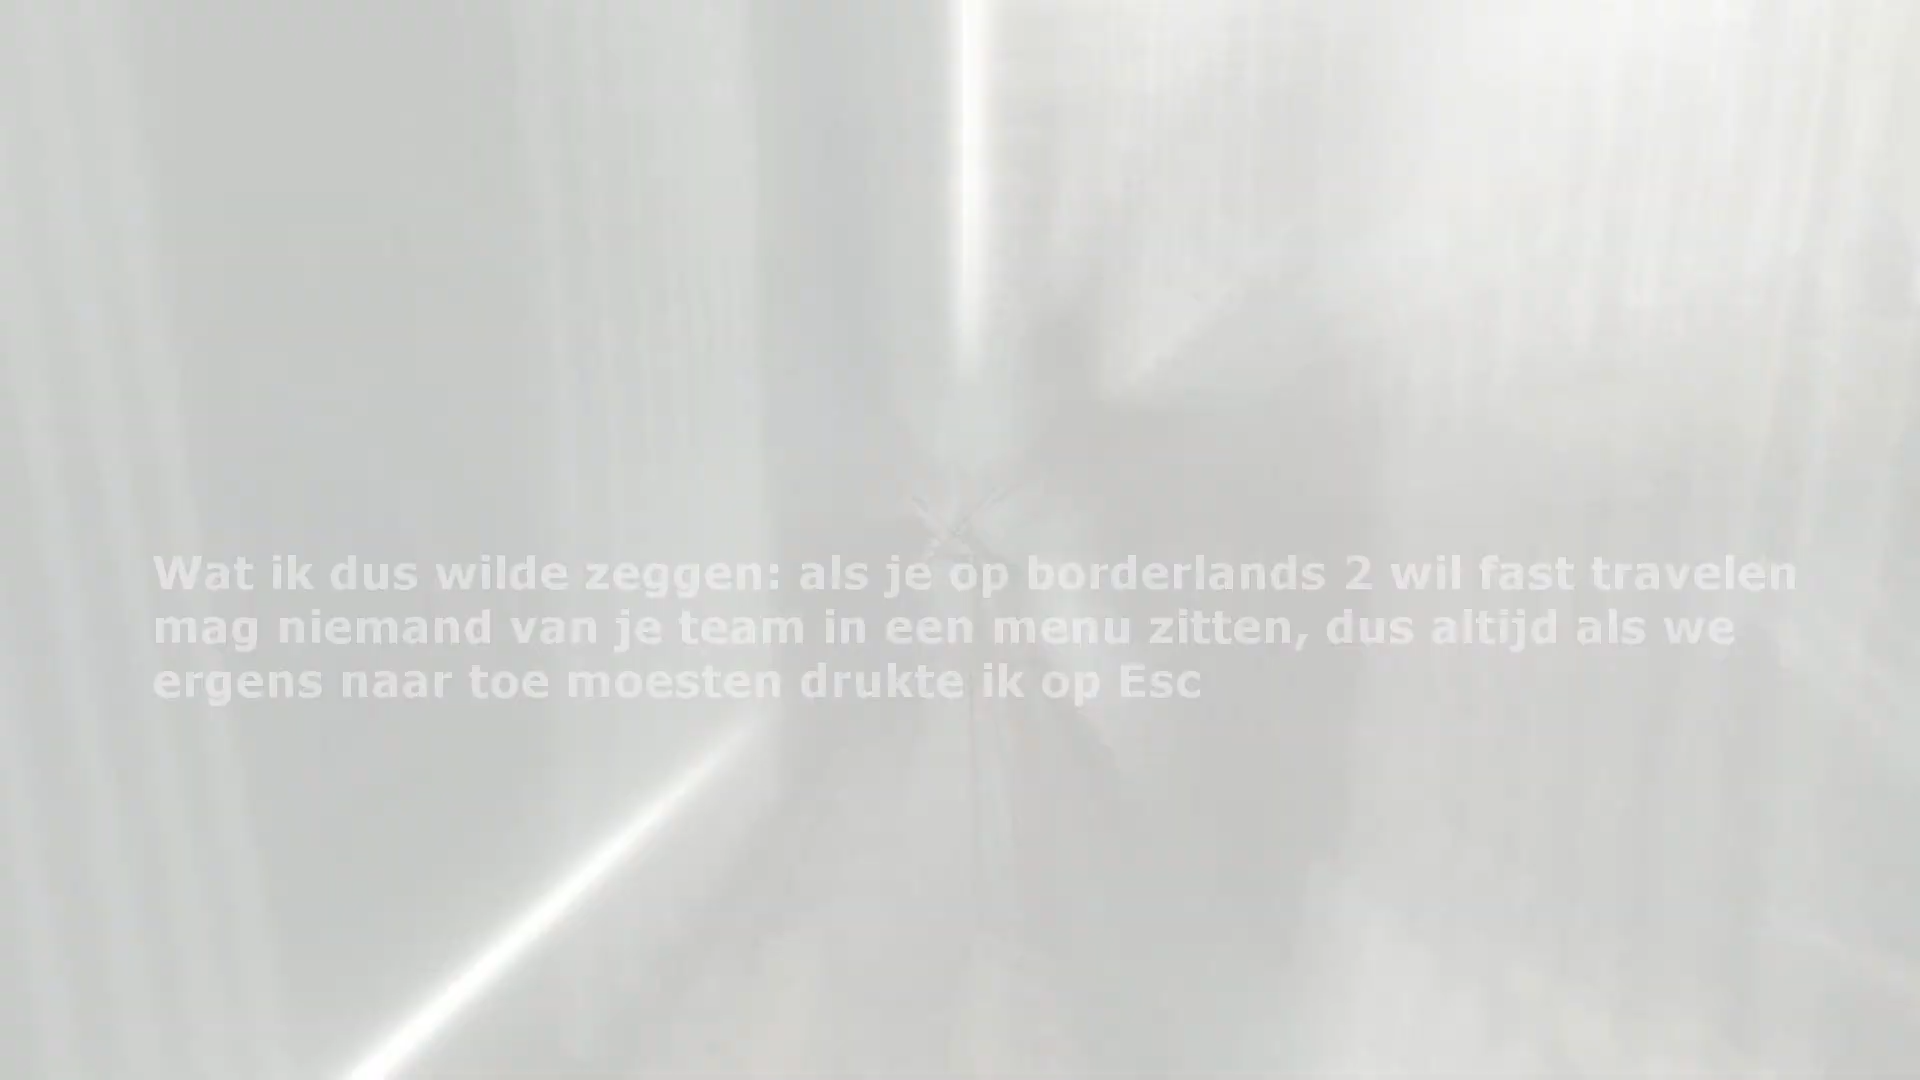 Wat ik dus wilde zeggen: als je op borderlands 2 wil fast travelen
mag niemand van je team in een menu zitten, dus altijd als we
ergens naar toe moesten drukte ik op Esc